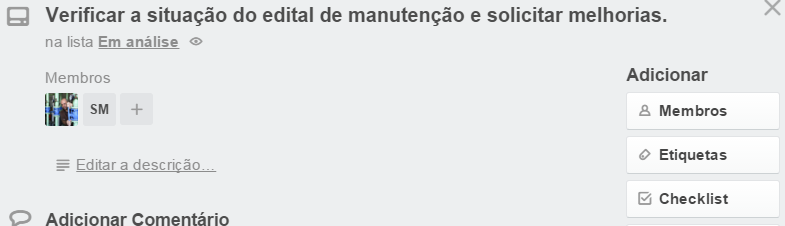 Verificar a situação do edital de manutenção e solicitar melhorias.
na lista Em análise
Membros
SM
Editar a descrição...
Adicionar Comentário
Adicionar
Membros
Etiquetas
Checklist